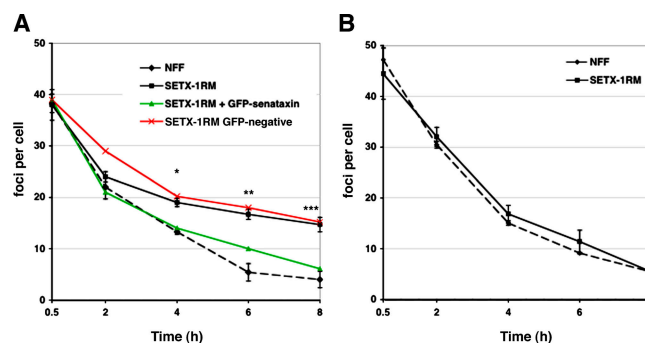 A
B
50
40
30
20
10
0
foci per cell
NFF
SETX-1RM
SETX-1RM + GFP-senataxin
SETX-1RM GFP-negative
*
**
***
0.5 2 4 6 8
Time (h)
50
40
30
20
10
0
foci per cell
NFF
SETX-1RM
0.5 2 4 6
Time (h)